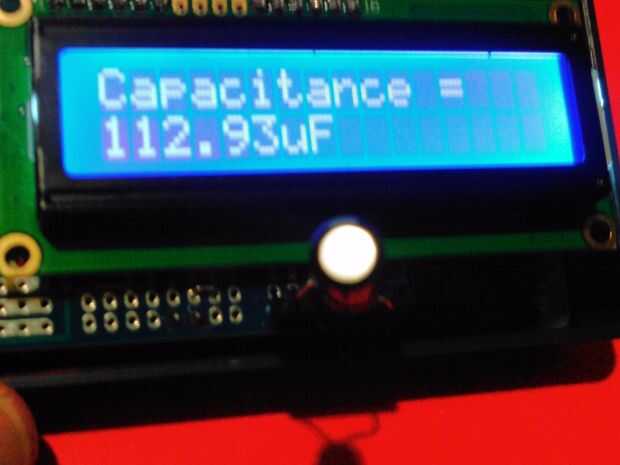 Capacitance =
112.93uF